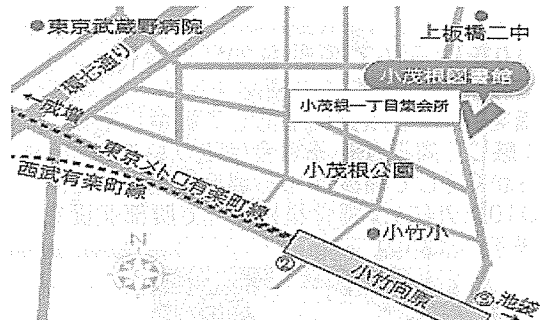 ●東京武蔵野病院
上板橋二中
環七通り
小茂根図書館
←成増
小茂根一丁目集会所
東京メトロ有楽町線
小茂根公園
西武有楽町線
●小竹小
②
小竹向原
③
池袋→
N